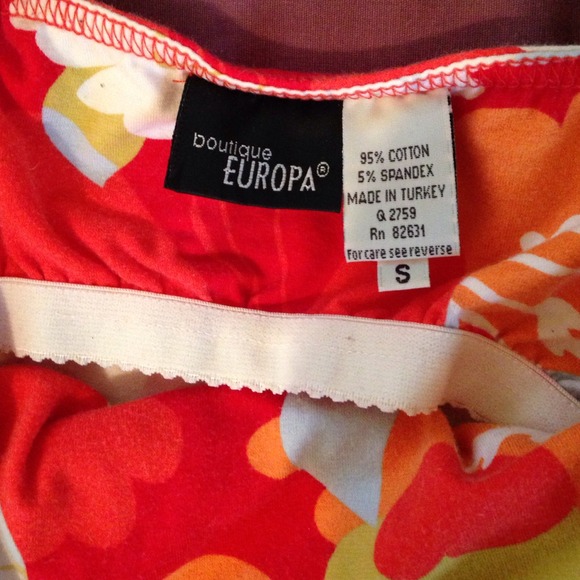 boutique
EUROPA®
95% COTTON
5% SPANDEX
MADE IN TURKEY
Q 2759
Rn 82631
For care see reverse
S